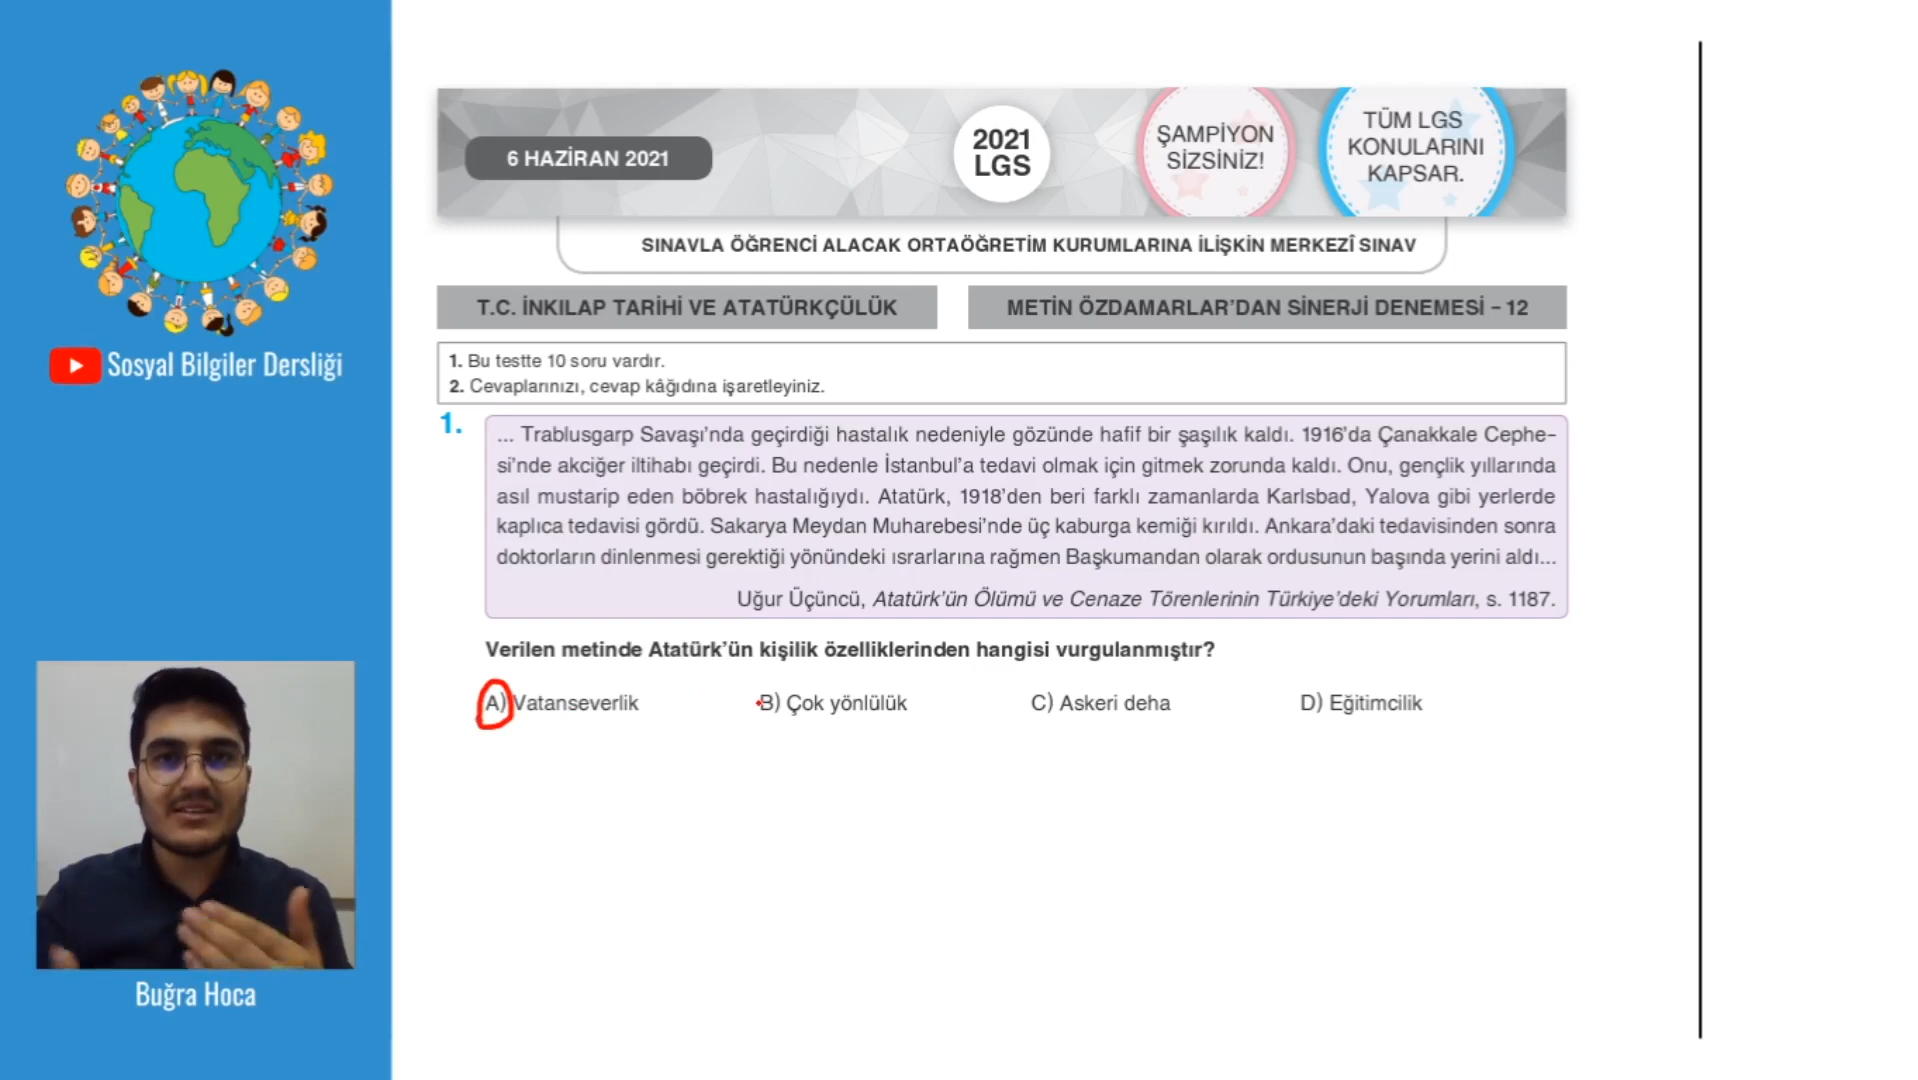 Sosyal Bilgiler Dersliği
Buğra Hoca
6 HAZİRAN 2021
2021
LGS
ŞAMPİYON
SİZSİNİZ!
TÜM LGS
KONULARINI
KAPSAR.
SINAVLA ÖĞRENCİ ALACAK ORTAÖĞRETİM KURUMLARINA İLİŞKİN MERKEZÎ SINAV
T.C. İNKILAP TARİHİ VE ATATÜRKÇÜLÜK
METİN ÖZDAMARLAR’DAN SİNERJİ DENEMESİ – 12
1. Bu testte 10 soru vardır.
2. Cevaplarınızı, cevap kâğıdına işaretleyiniz.
1.
... Trablusgarp Savaşı’nda geçirdiği hastalık nedeniyle gözünde hafif bir şaşılık kaldı. 1916’da Çanakkale Cephe-
si’nde akciğer iltihabı geçirdi. Bu nedenle İstanbul’a tedavi olmak için gitmek zorunda kaldı. Onu, gençlik yıllarında
asıl mustarip eden böbrek hastalığıydı. Atatürk, 1918’den beri farklı zamanlarda Karlsbad, Yalova gibi yerlerde
kaplıca tedavisi gördü. Sakarya Meydan Muharebesi’nde üç kaburga kemiği kırıldı. Ankara’daki tedavisinden sonra
doktorların dinlenmesi gerektiği yönündeki ısrarlarına rağmen Başkumandan olarak ordusunun başında yerini aldı...
Uğur Üçüncü, Atatürk’ün Ölümü ve Cenaze Törenlerinin Türkiye’deki Yorumları, s. 1187.
Verilen metinde Atatürk’ün kişilik özelliklerinden hangisi vurgulanmıştır?
A) Vatanseverlik
B) Çok yönlülük
C) Askeri deha
D) Eğitimcilik